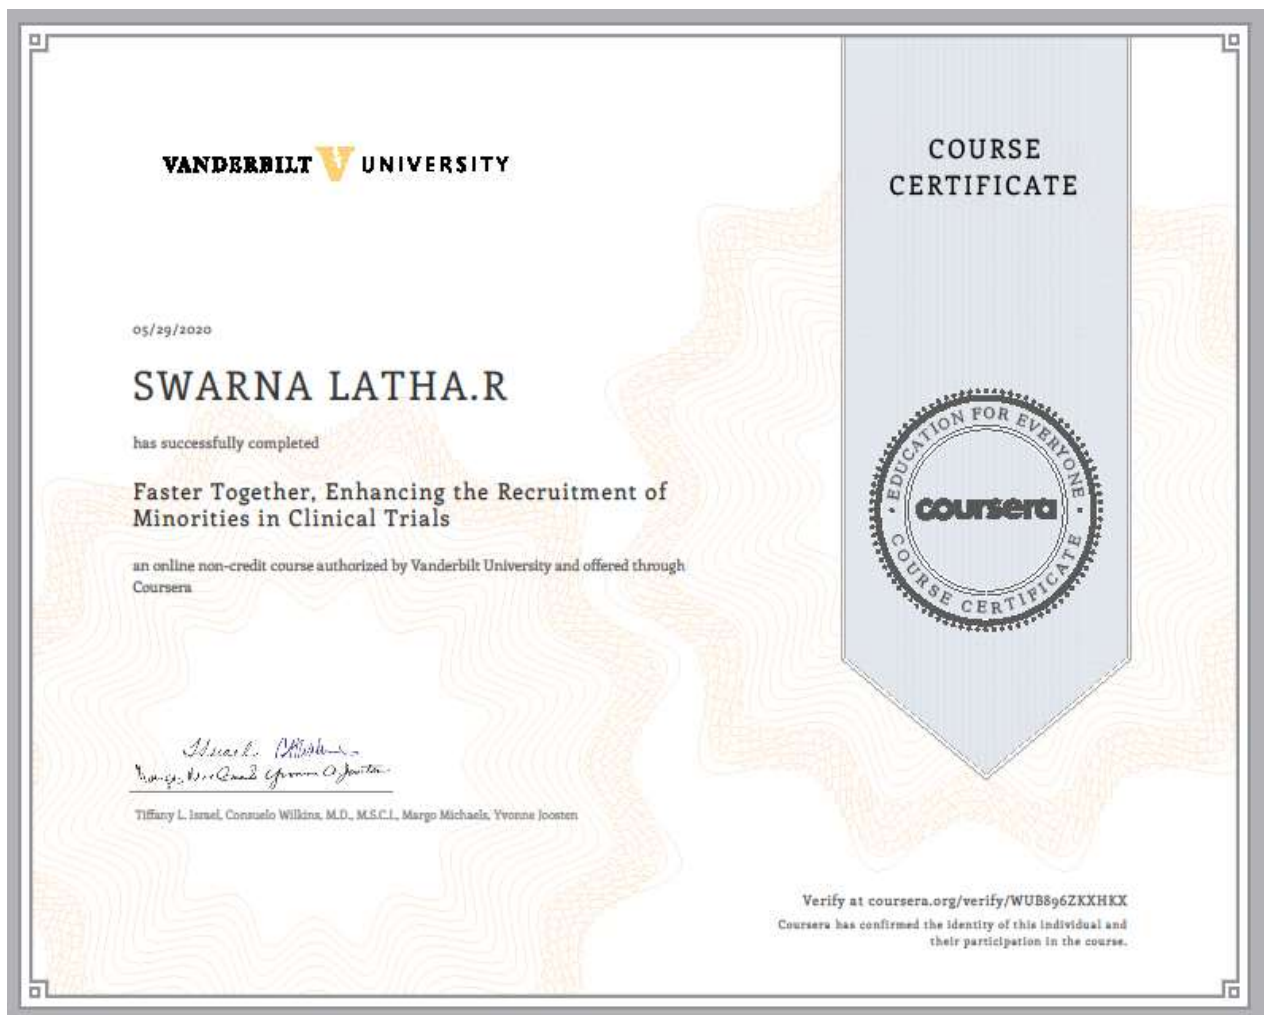 VANDERBILT V UNIVERSITY
COURSE
CERTIFICATE
05/29/2020
SWARNA LATHA.R
has successfully completed
Faster Together, Enhancing the Recruitment of
Minorities in Clinical Trials
an online non-credit course authorized by Vanderbilt University and offered through
Coursera
EDUCATION FOR EVERYONE
coursera
COURSE CERTIFICATE
Tiffany L. Israel, Consuelo Wilkins, M.D., M.S.C.I., Margo Michaels, Yvonne Joosten
Verify at coursera.org/verify/WUB896ZKXHKX
Coursera has confirmed the identity of this individual and
their participation in the course.